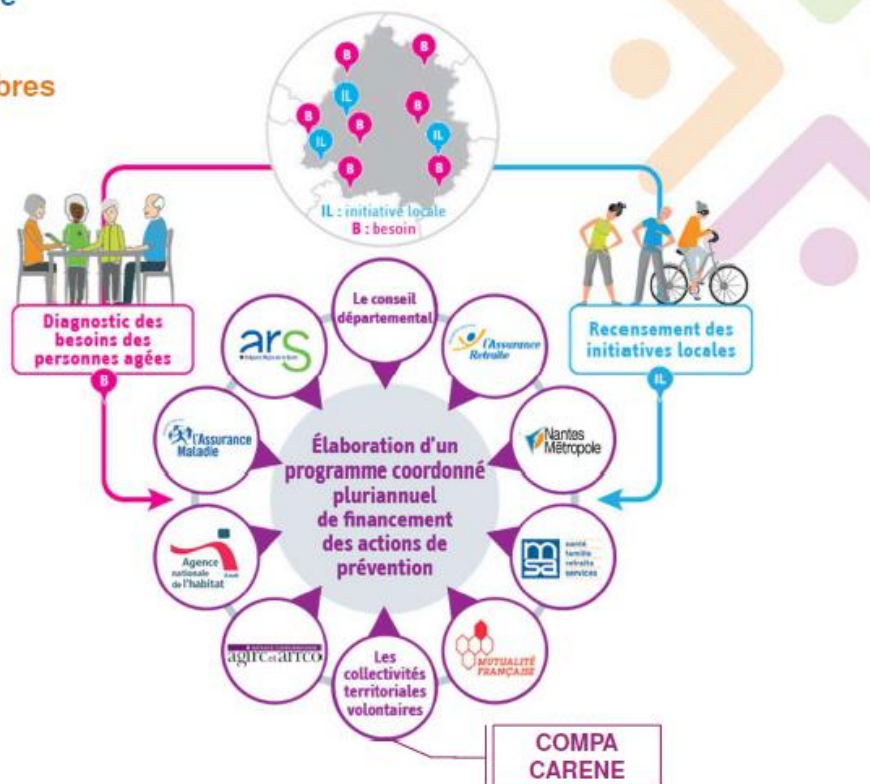 bres
B
B
IL
B
B
B
IL
IL
B
B
IL : initiative locale
B : besoin
Diagnostic des
besoins des
personnes agées
B
Recensement des
initiatives locales
IL
Le conseil
départemental
ars
l'Assurance
Retraite
l'Assurance
Maladie
Nantes
Métropole
Élaboration d'un
programme coordonné
pluriannuel
de financement
des actions de
prévention
Agence
nationale
de l'habitat
msa
santé
famille
retraite
services
agirc et arrco
Les
collectivités
territoriales
volontaires
MUTUALITÉ
FRANÇAISE
COMPA
CARENE